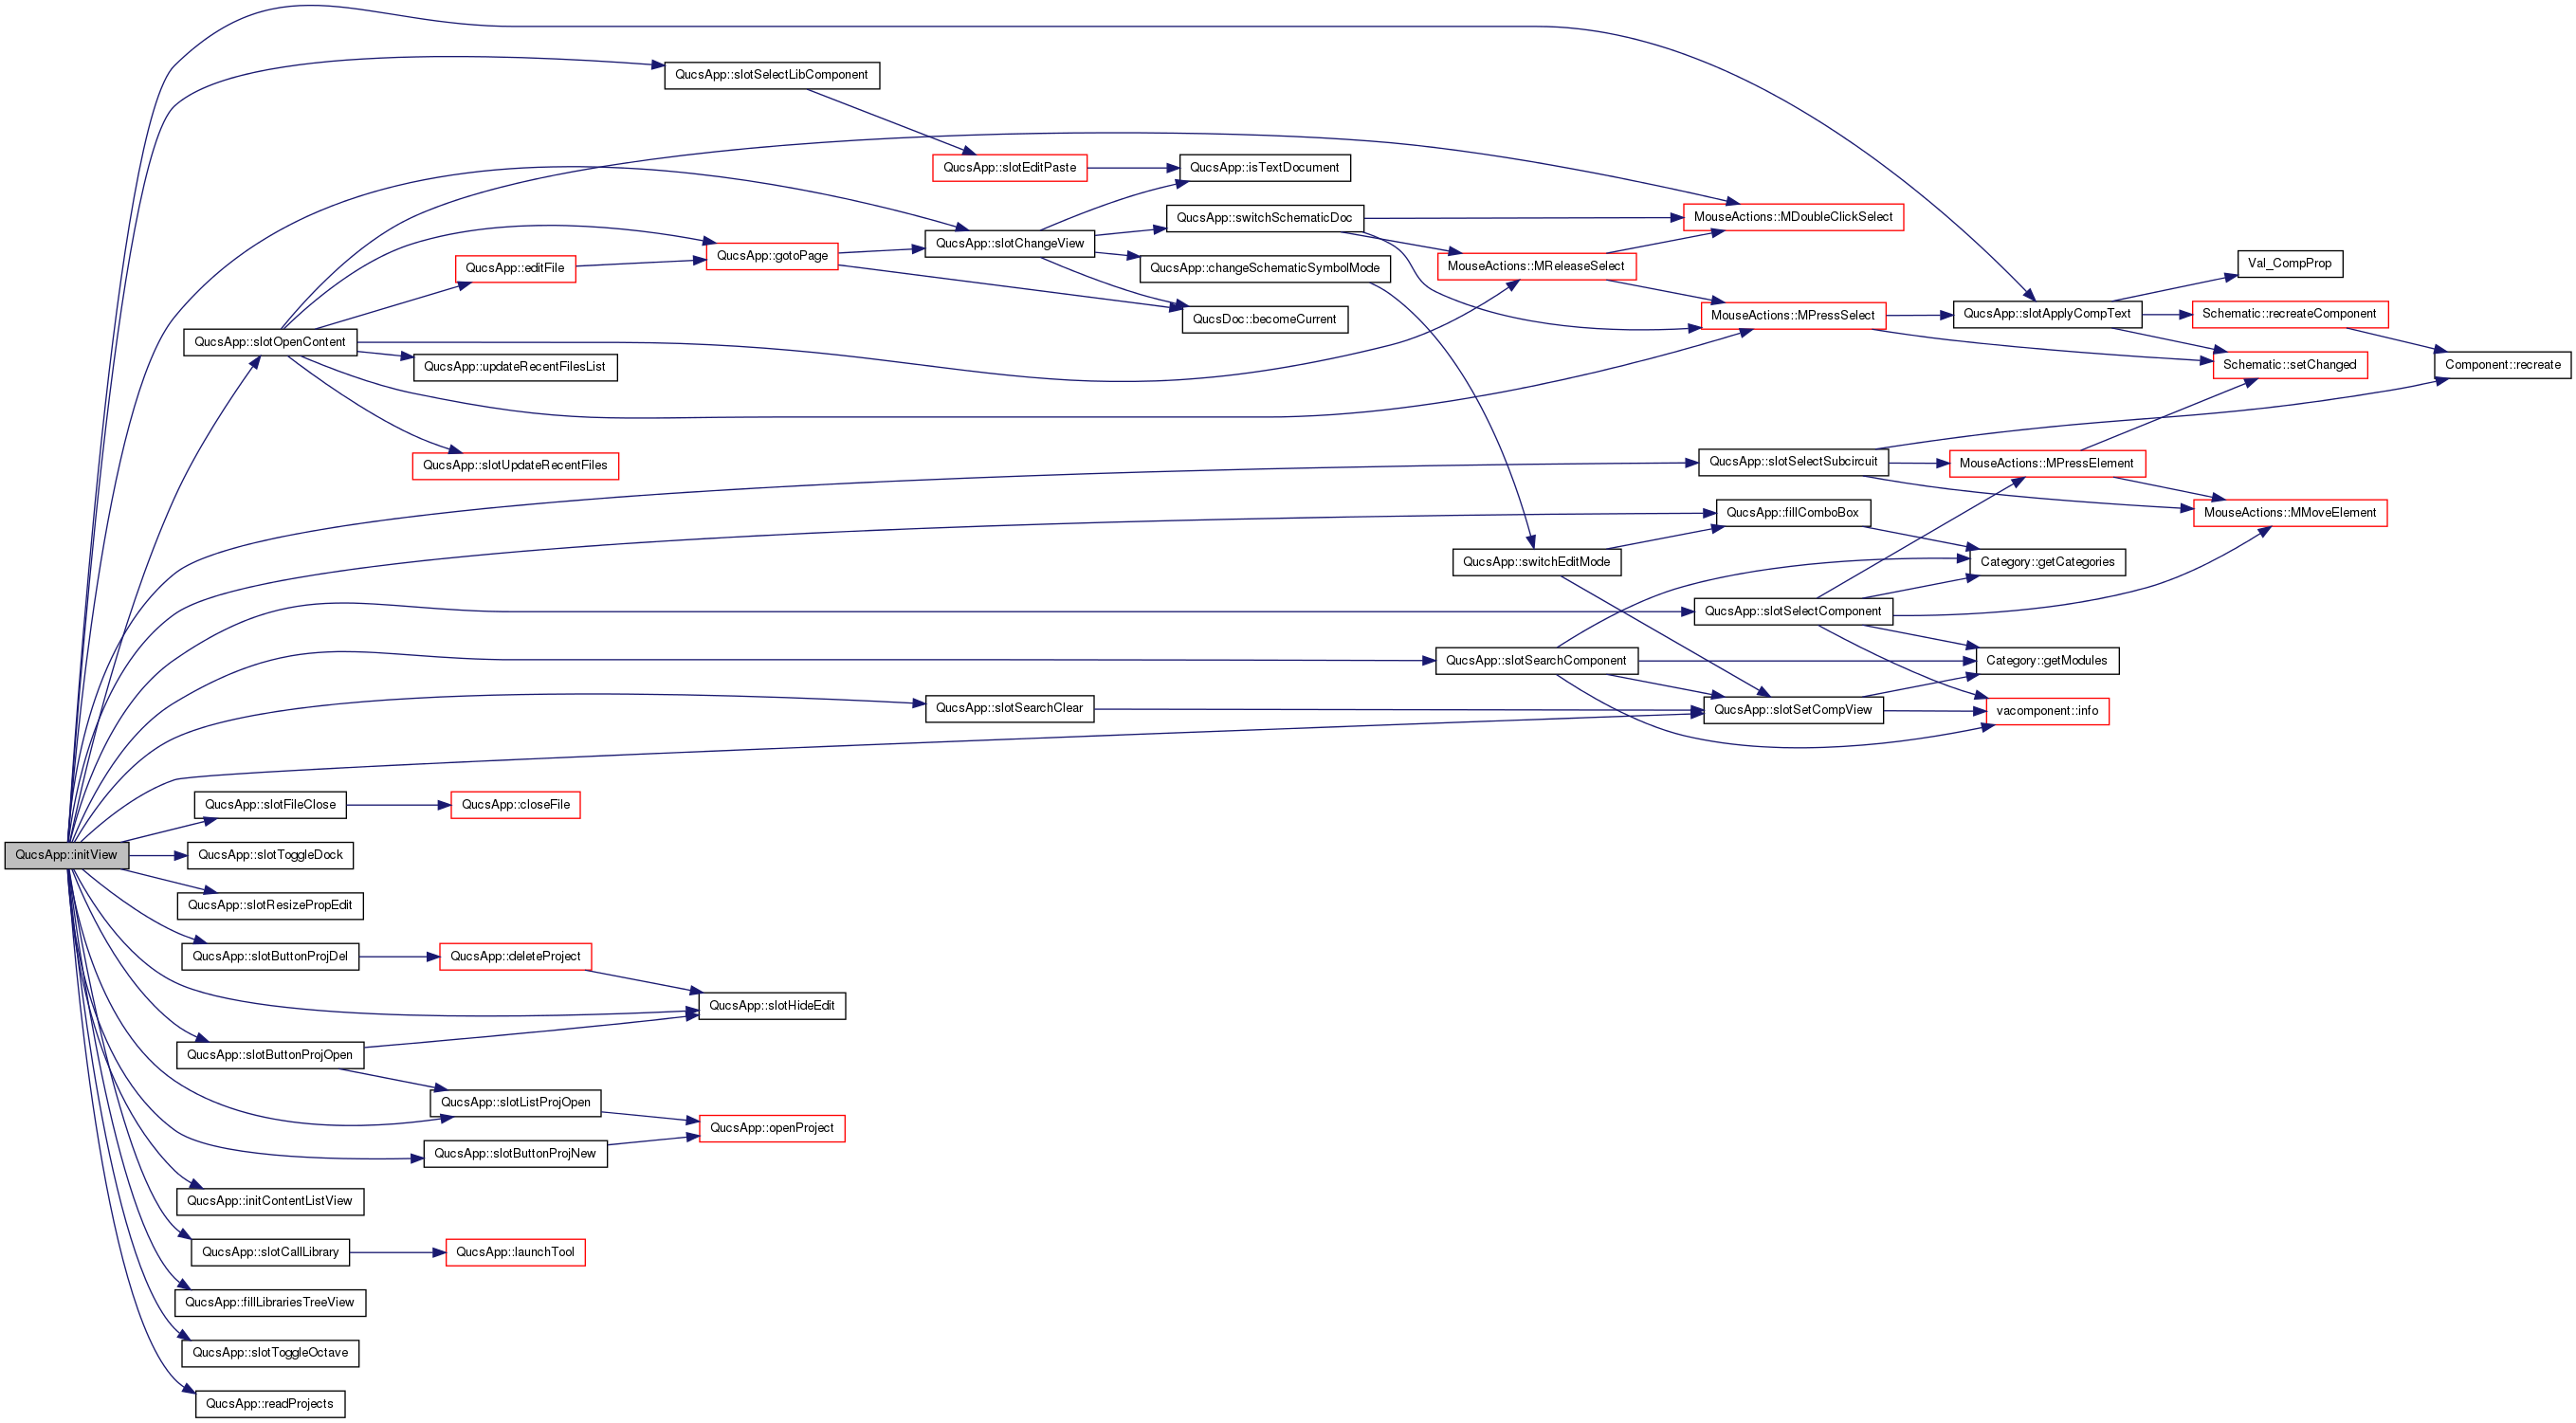 QucsApp::slotSelectLibComponent
QucsApp::slotEditPaste
QucsApp::isTextDocument
QucsApp::switchSchematicDoc
MouseActions::MDoubleClickSelect
QucsApp::slotChangeView
QucsApp::gotoPage
QucsApp::editFile
QucsApp::changeSchematicSymbolMode
MouseActions::MReleaseSelect
Val_CompProp
QucsDoc::becomeCurrent
MouseActions::MPressSelect
QucsApp::slotApplyCompText
Schematic::recreateComponent
QucsApp::slotOpenContent
QucsApp::updateRecentFilesList
Schematic::setChanged
Component::recreate
QucsApp::slotUpdateRecentFiles
QucsApp::slotSelectSubcircuit
MouseActions::MPressElement
QucsApp::fillComboBox
MouseActions::MMoveElement
QucsApp::switchEditMode
Category::getCategories
QucsApp::slotSelectComponent
QucsApp::slotSearchComponent
Category::getModules
QucsApp::slotSearchClear
QucsApp::slotSetCompView
vacomponent::info
QucsApp::slotFileClose
QucsApp::closeFile
QucsApp::initView
QucsApp::slotToggleDock
QucsApp::slotResizePropEdit
QucsApp::slotButtonProjDel
QucsApp::deleteProject
QucsApp::slotHideEdit
QucsApp::slotButtonProjOpen
QucsApp::slotListProjOpen
QucsApp::openProject
QucsApp::slotButtonProjNew
QucsApp::initContentListView
QucsApp::slotCallLibrary
QucsApp::launchTool
QucsApp::fillLibrariesTreeView
QucsApp::slotToggleOctave
QucsApp::readProjects